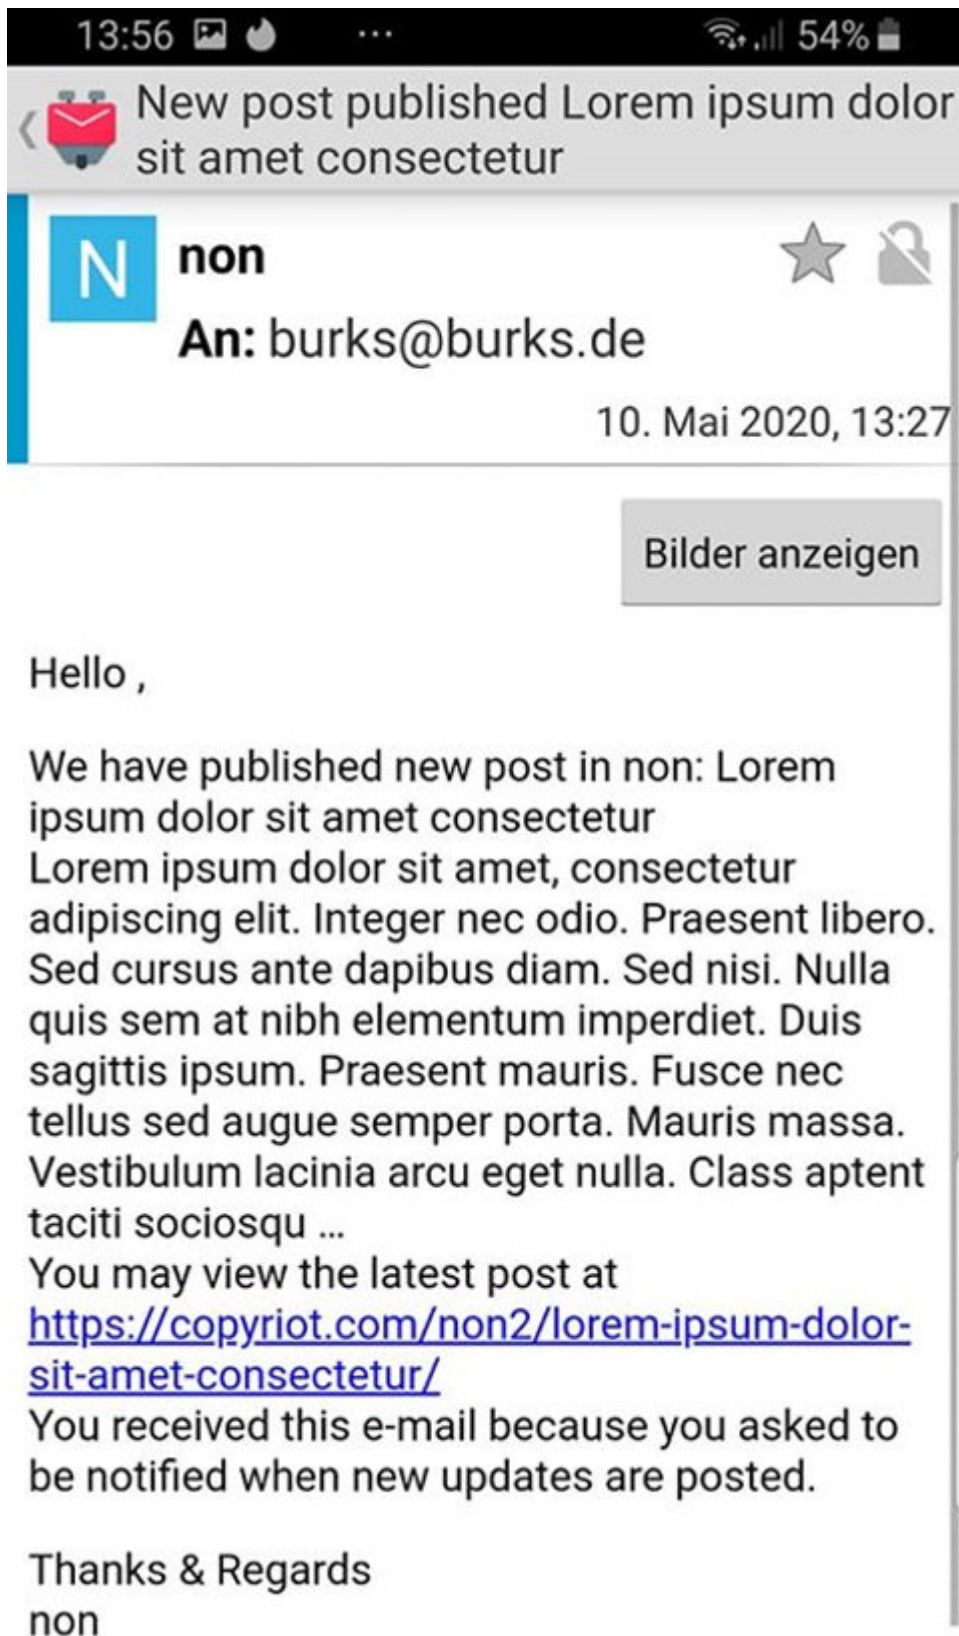 13:56 ... 54%
New post published Lorem ipsum dolor
sit amet consectetur
N
non
An: burks@burks.de
10. Mai 2020, 13:27
Bilder anzeigen
Hello ,
We have published new post in non: Lorem
ipsum dolor sit amet consectetur
Lorem ipsum dolor sit amet, consectetur
adipiscing elit. Integer nec odio. Praesent libero.
Sed cursus ante dapibus diam. Sed nisi. Nulla
quis sem at nibh elementum imperdiet. Duis
sagittis ipsum. Praesent mauris. Fusce nec
tellus sed augue semper porta. Mauris massa.
Vestibulum lacinia arcu eget nulla. Class aptent
taciti sociosqu ...
You may view the latest post at
https://copyriot.com/non2/lorem-ipsum-dolor-
sit-amet-consectetur/
You received this e-mail because you asked to
be notified when new updates are posted.
Thanks & Regards
non